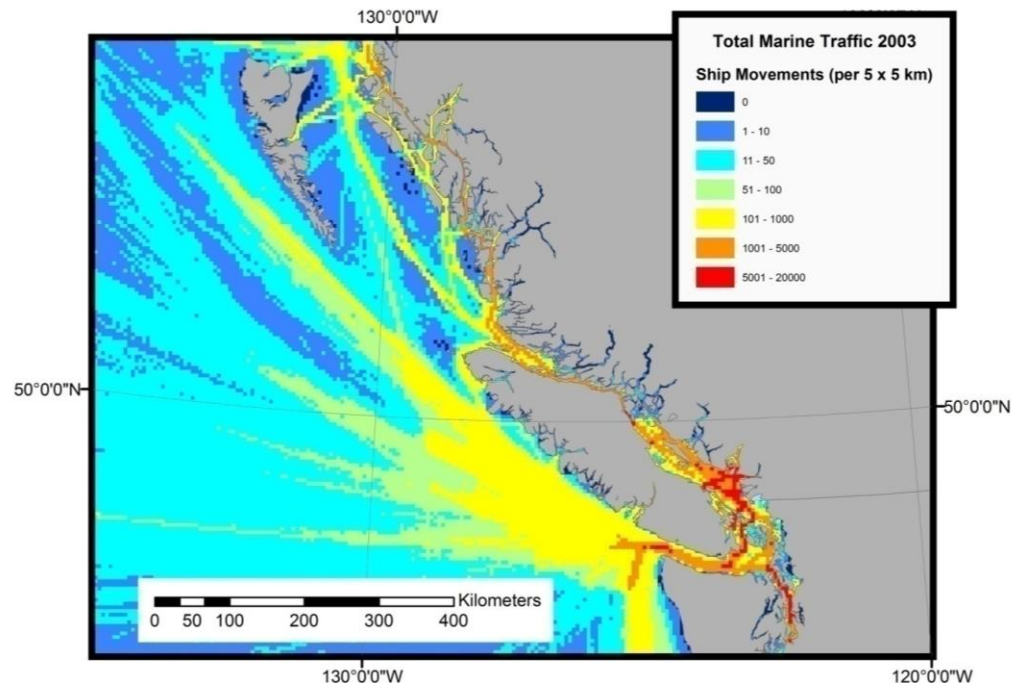 130°0'0"W
Total Marine Traffic 2003
Ship Movements (per 5 x 5 km)
0
1 - 10
11 - 50
51 - 100
101 - 1000
1001 - 5000
5001 - 20000
50°0'0"N
50°0'0"N
Kilometers
0 50 100 200 300 400
130°0'0"W
120°0'0"W